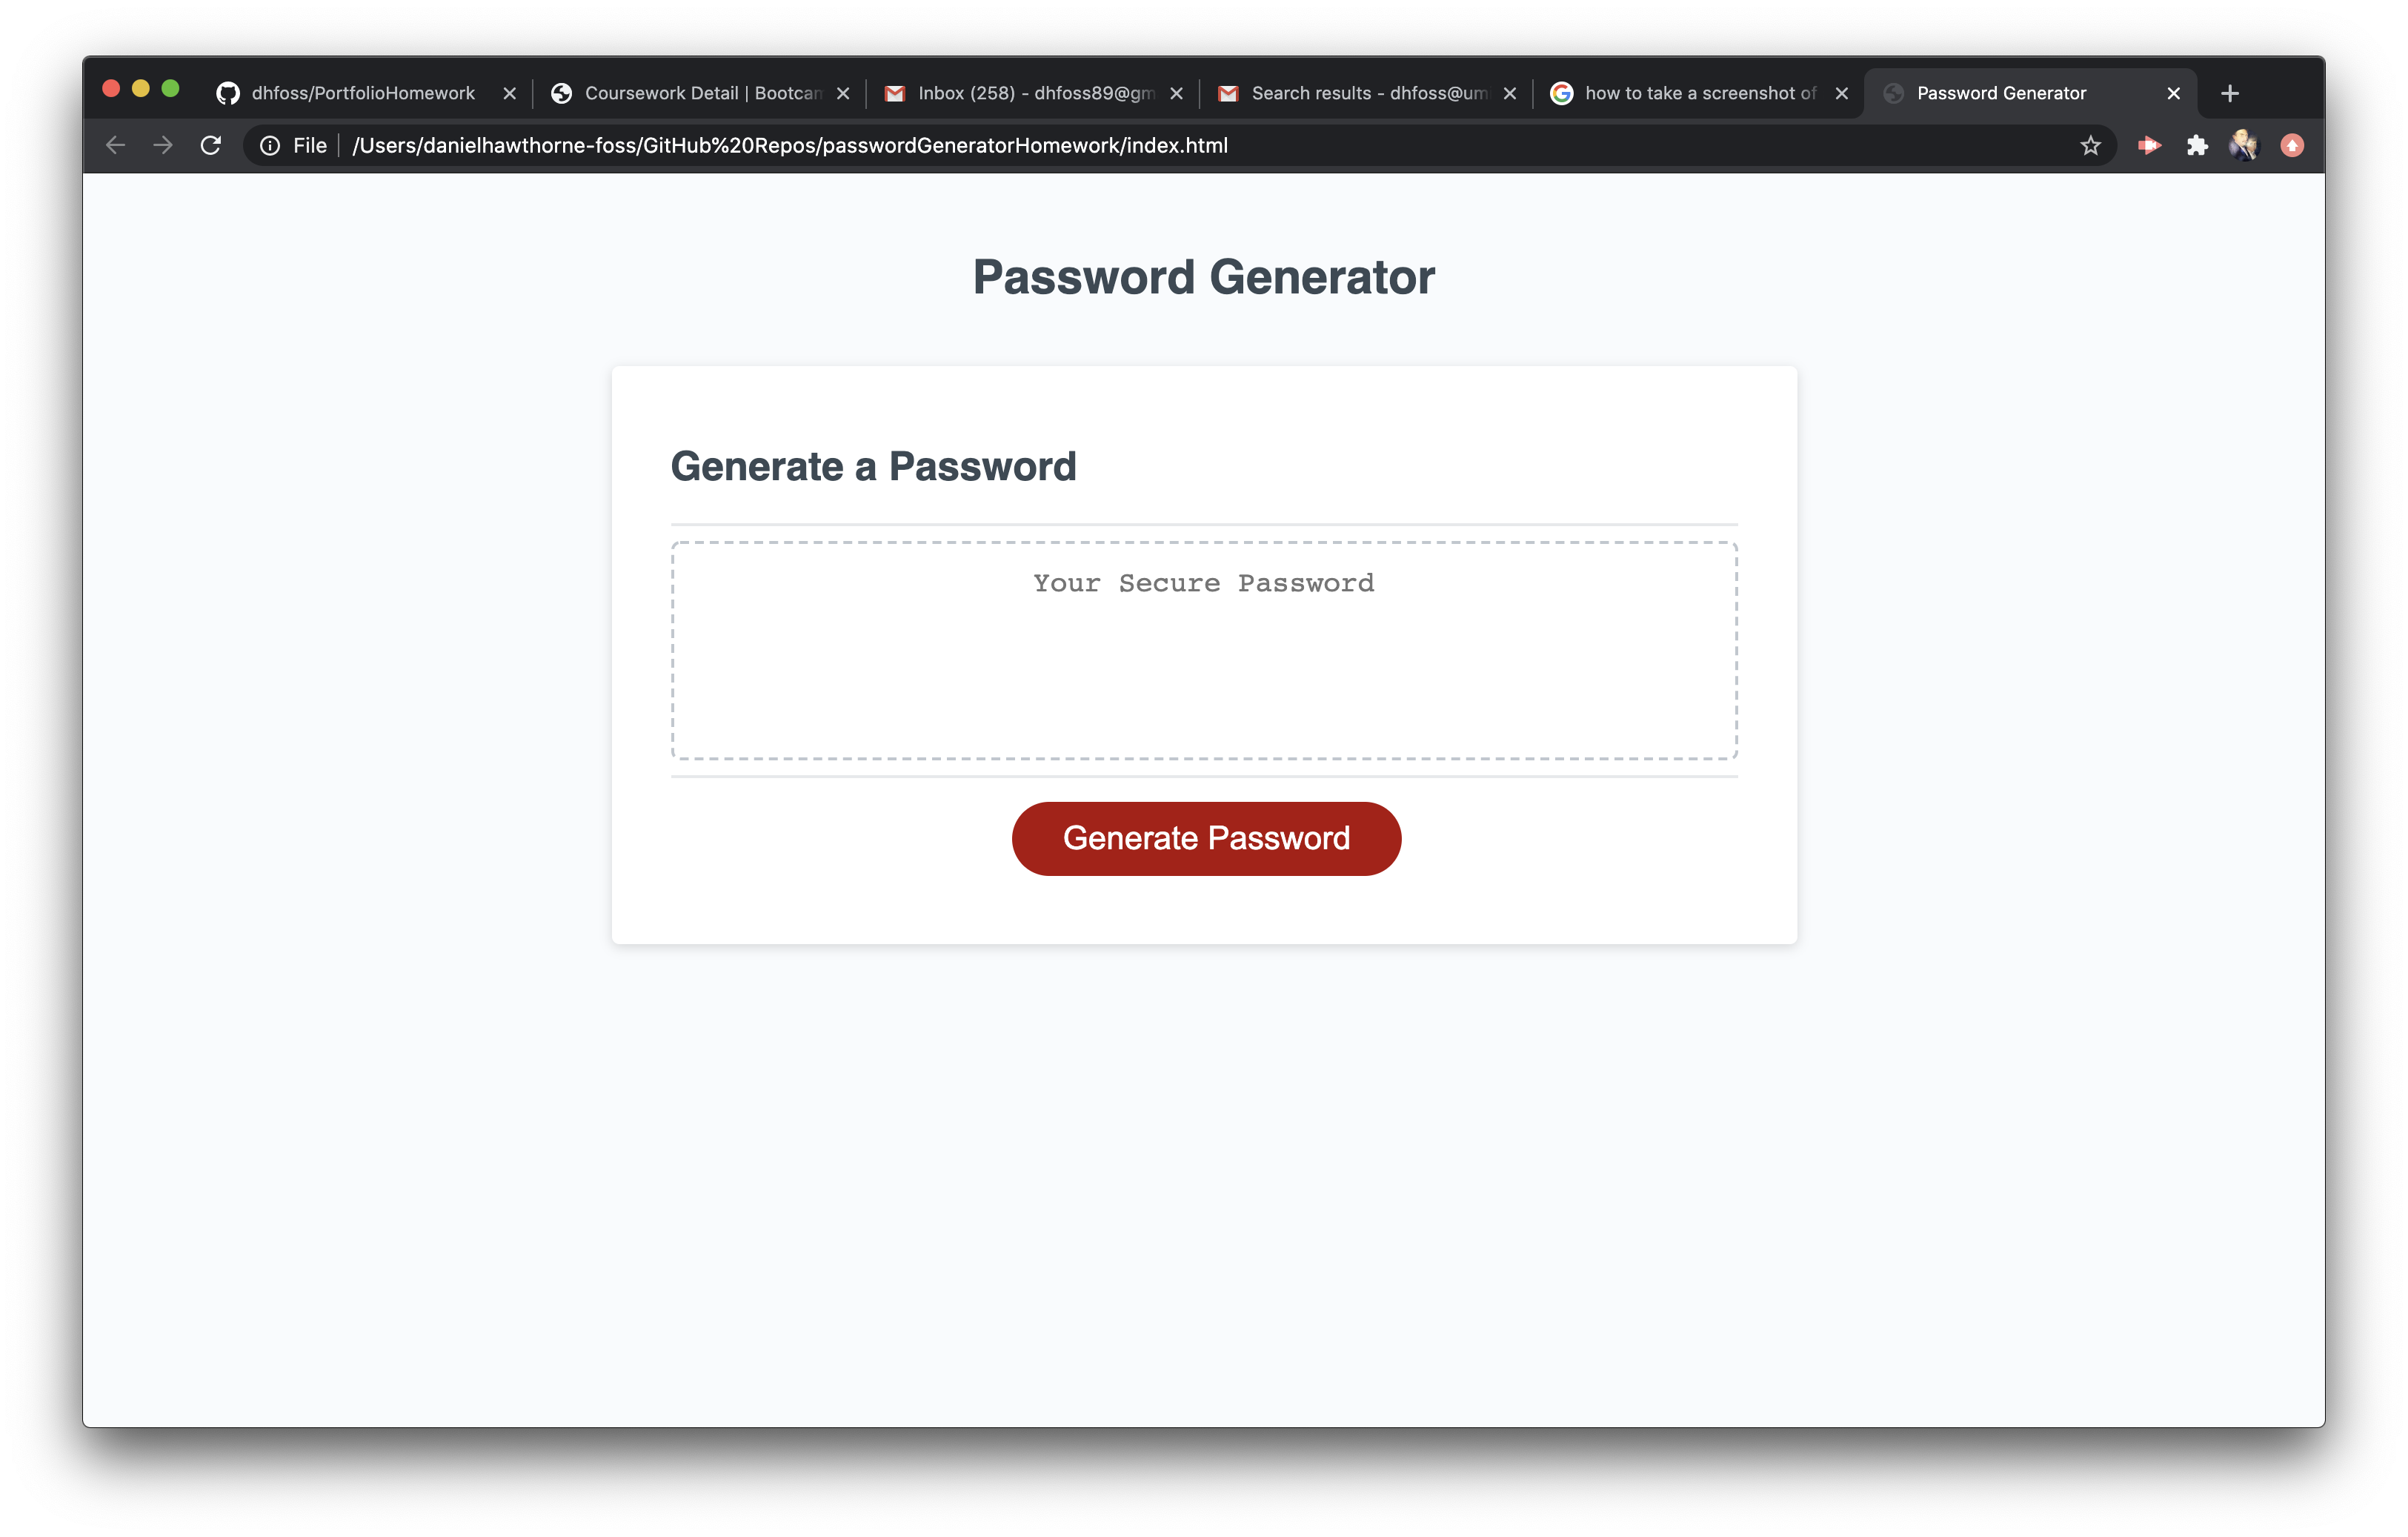 dhfoss/PortfolioHomework
Coursework Detail | Bootcam
Inbox (258) - dhfoss89@gm
Search results - dhfoss@um
how to take a screenshot of
Password Generator
File
/Users/danielhawthorne-foss/GitHub%20Repos/passwordGeneratorHomework/index.html
Password Generator
Generate a Password
Your Secure Password
Generate Password